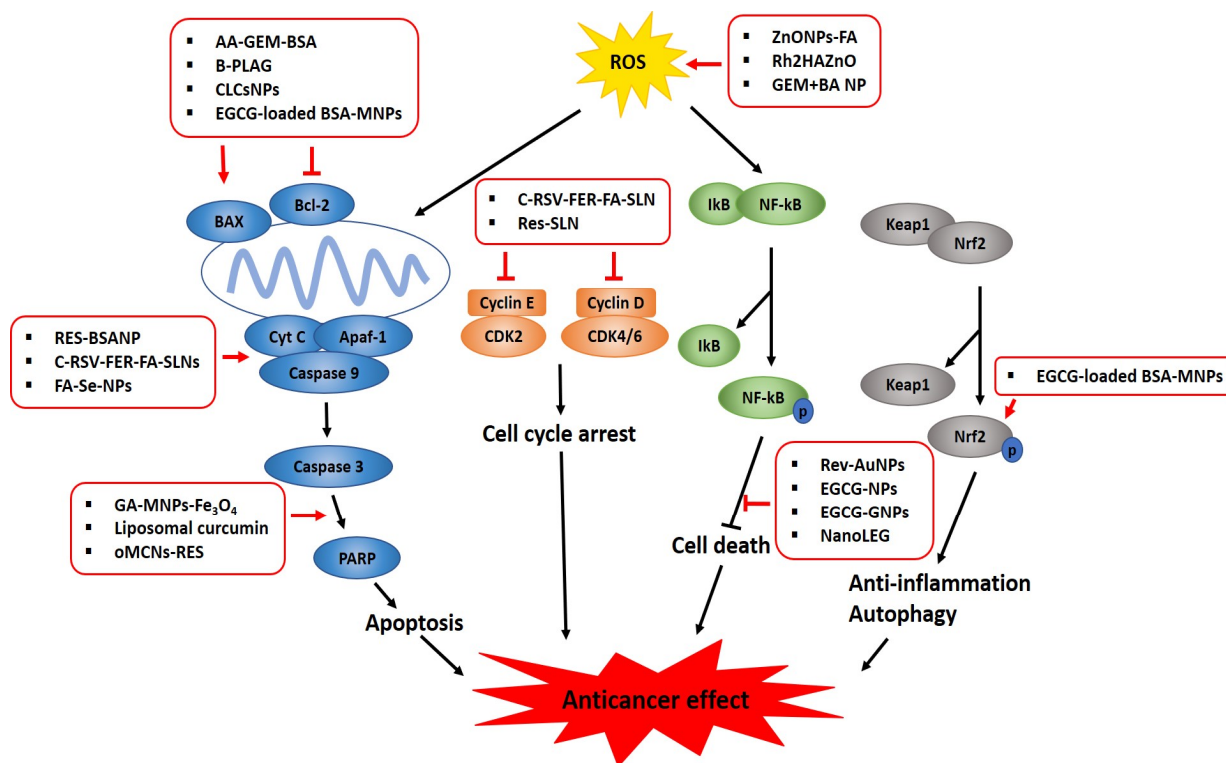 ▪ AA-GEM-BSA
▪ B-PLAG
▪ CLCsNPs
▪ EGCG-loaded BSA-MNPs
ROS
▪ ZnONPs-FA
▪ Rh2HAZnO
▪ GEM+BA NP
BAX
Bcl-2
▪ C-RSV-FER-FA-SLN
▪ Res-SLN
IkB
NF-kB
Keap1
Nrf2
Cyclin E
CDK2
Cyclin D
CDK4/6
▪ RES-BSANP
▪ C-RSV-FER-FA-SLNs
▪ FA-Se-NPs
Cyt C
Apaf-1
Caspase 9
IkB
NF-kB
p
Keap1
Nrf2
p
▪ EGCG-loaded BSA-MNPs
Cell cycle arrest
Caspase 3
▪ GA-MNPs-Fe₃O₄
▪ Liposomal curcumin
▪ oMCNs-RES
PARP
Apoptosis
▪ Rev-AuNPs
▪ EGCG-NPs
▪ EGCG-GNPs
▪ NanoLEG
Cell death
Anti-inflammation
Autophagy
Anticancer effect